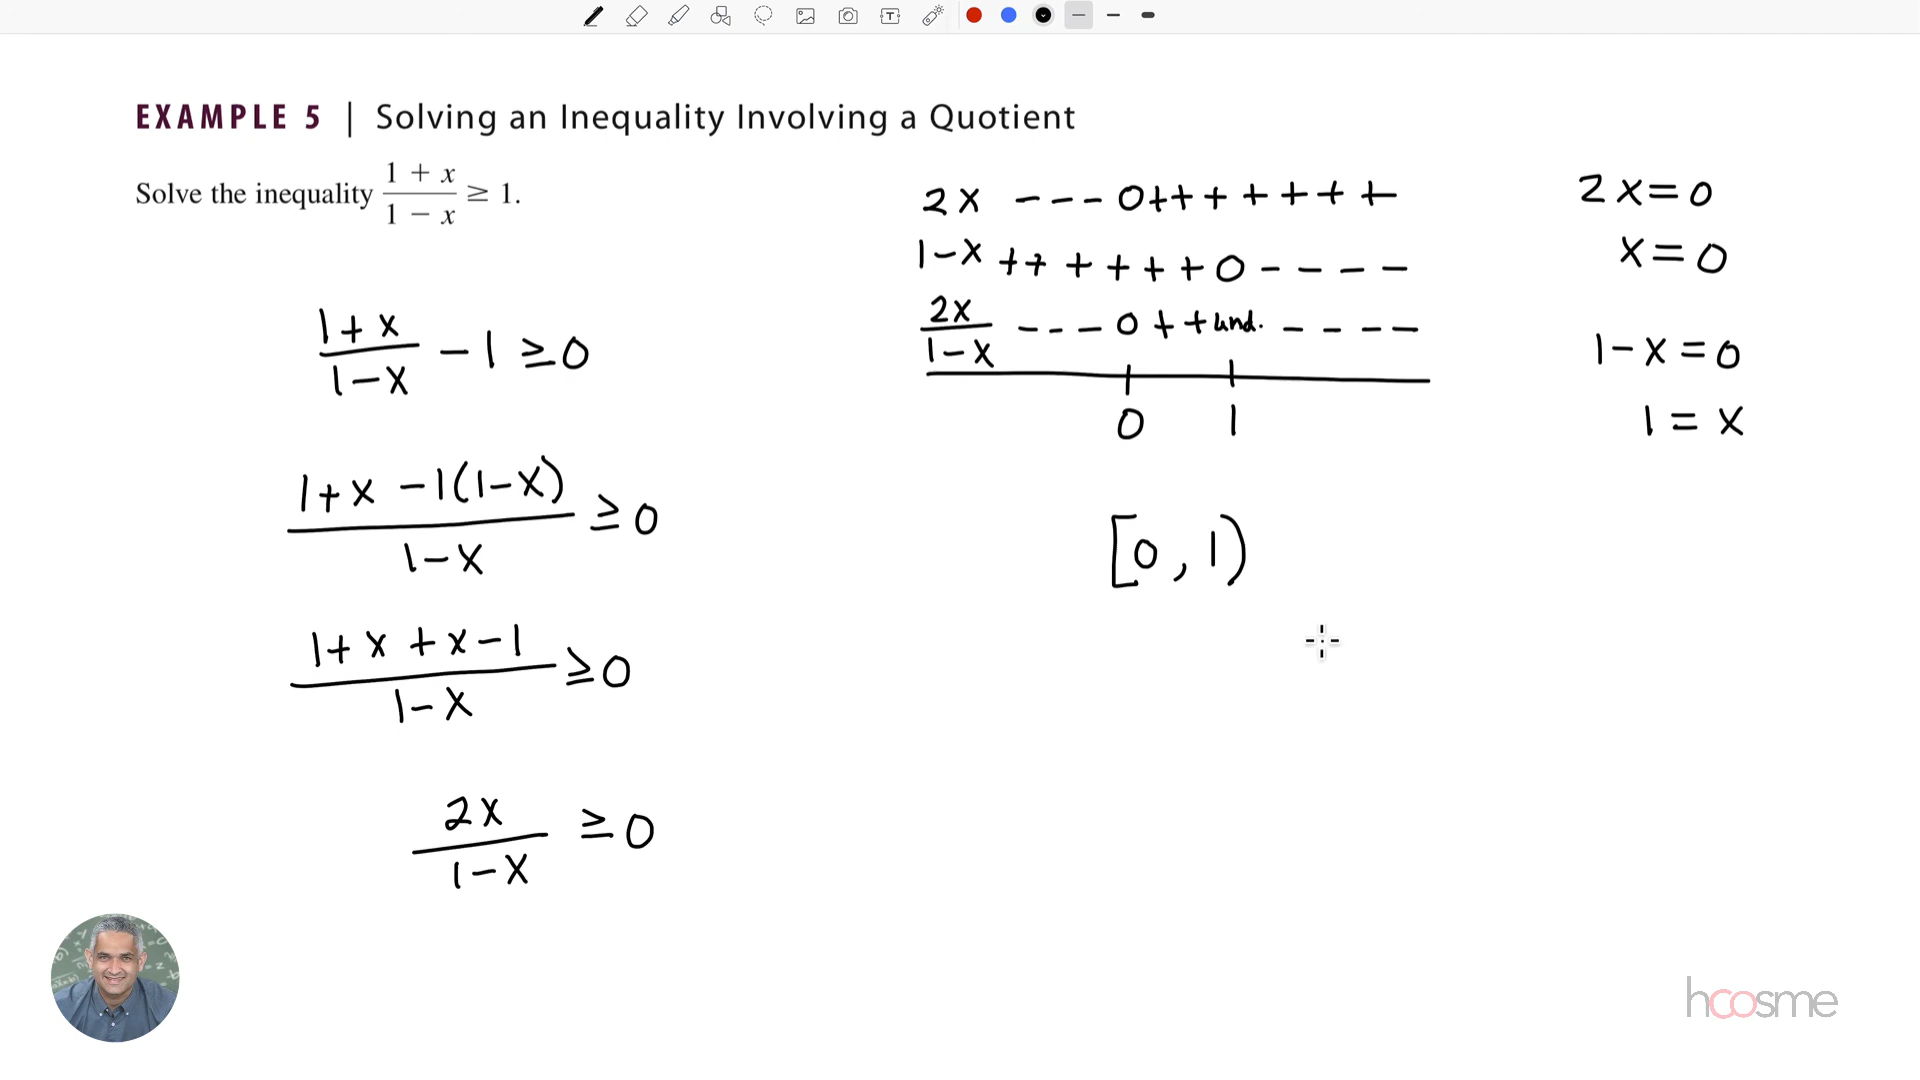 EXAMPLE 5 | Solving an Inequality Involving a Quotient
Solve the inequality (1 + x)/(1 − x) ≥ 1.
(1+x)/(1-x) - 1 ≥ 0
(1+x -1(1-x))/(1-x) ≥ 0
(1+x+x-1)/(1-x) ≥ 0
2x/(1-x) ≥ 0
2x - - - 0 + + + + + + +
1-x + + + + + + 0 - - - -
2x/(1-x) - - - 0 + + und. - - - -
0 1
[0, 1)
2x=0
x=0
1-x=0
1=x
hcosme